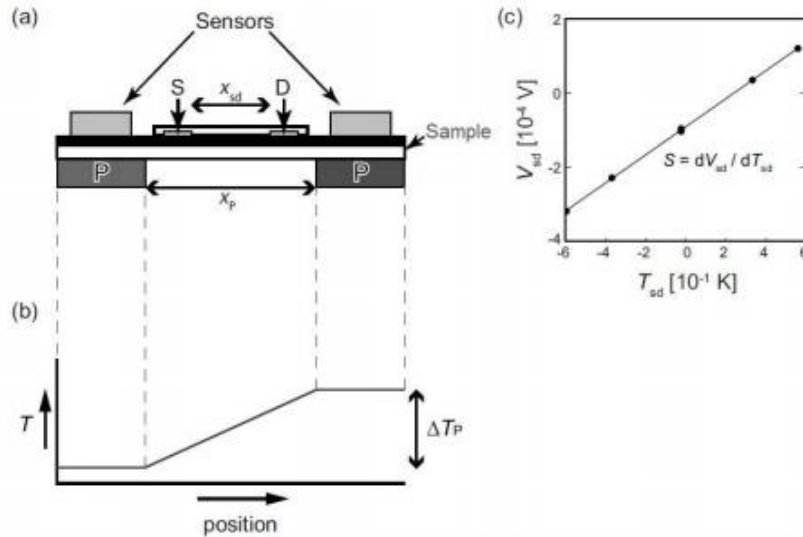 (a)
Sensors
S
x_sd
D
Sample
P
P
x_P
(b)
T
ΔT_P
position
(c)
V_sd [10⁻⁴ V]
2
0
-2
-4
S = dV_sd / dT_sd
-6
-4
-2
0
2
4
6
T_sd [10⁻¹ K]